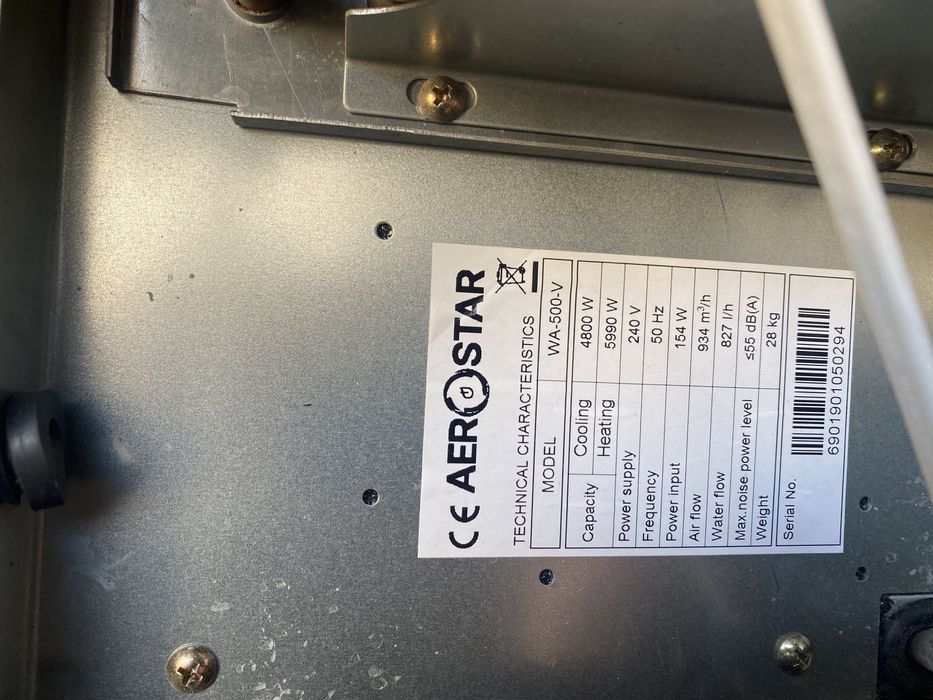 CE AEROSTAR
TECHNICAL CHARACTERISTICS
MODEL WA-500-V
Capacity Cooling 4800 W
Heating 5990 W
Power supply 240 V
Frequency 50 Hz
Power input 154 W
Air flow 934 m³/h
Water flow 827 l/h
Max.noise power level ≤55 dB(A)
Weight 28 kg
Serial No.
6901901050294